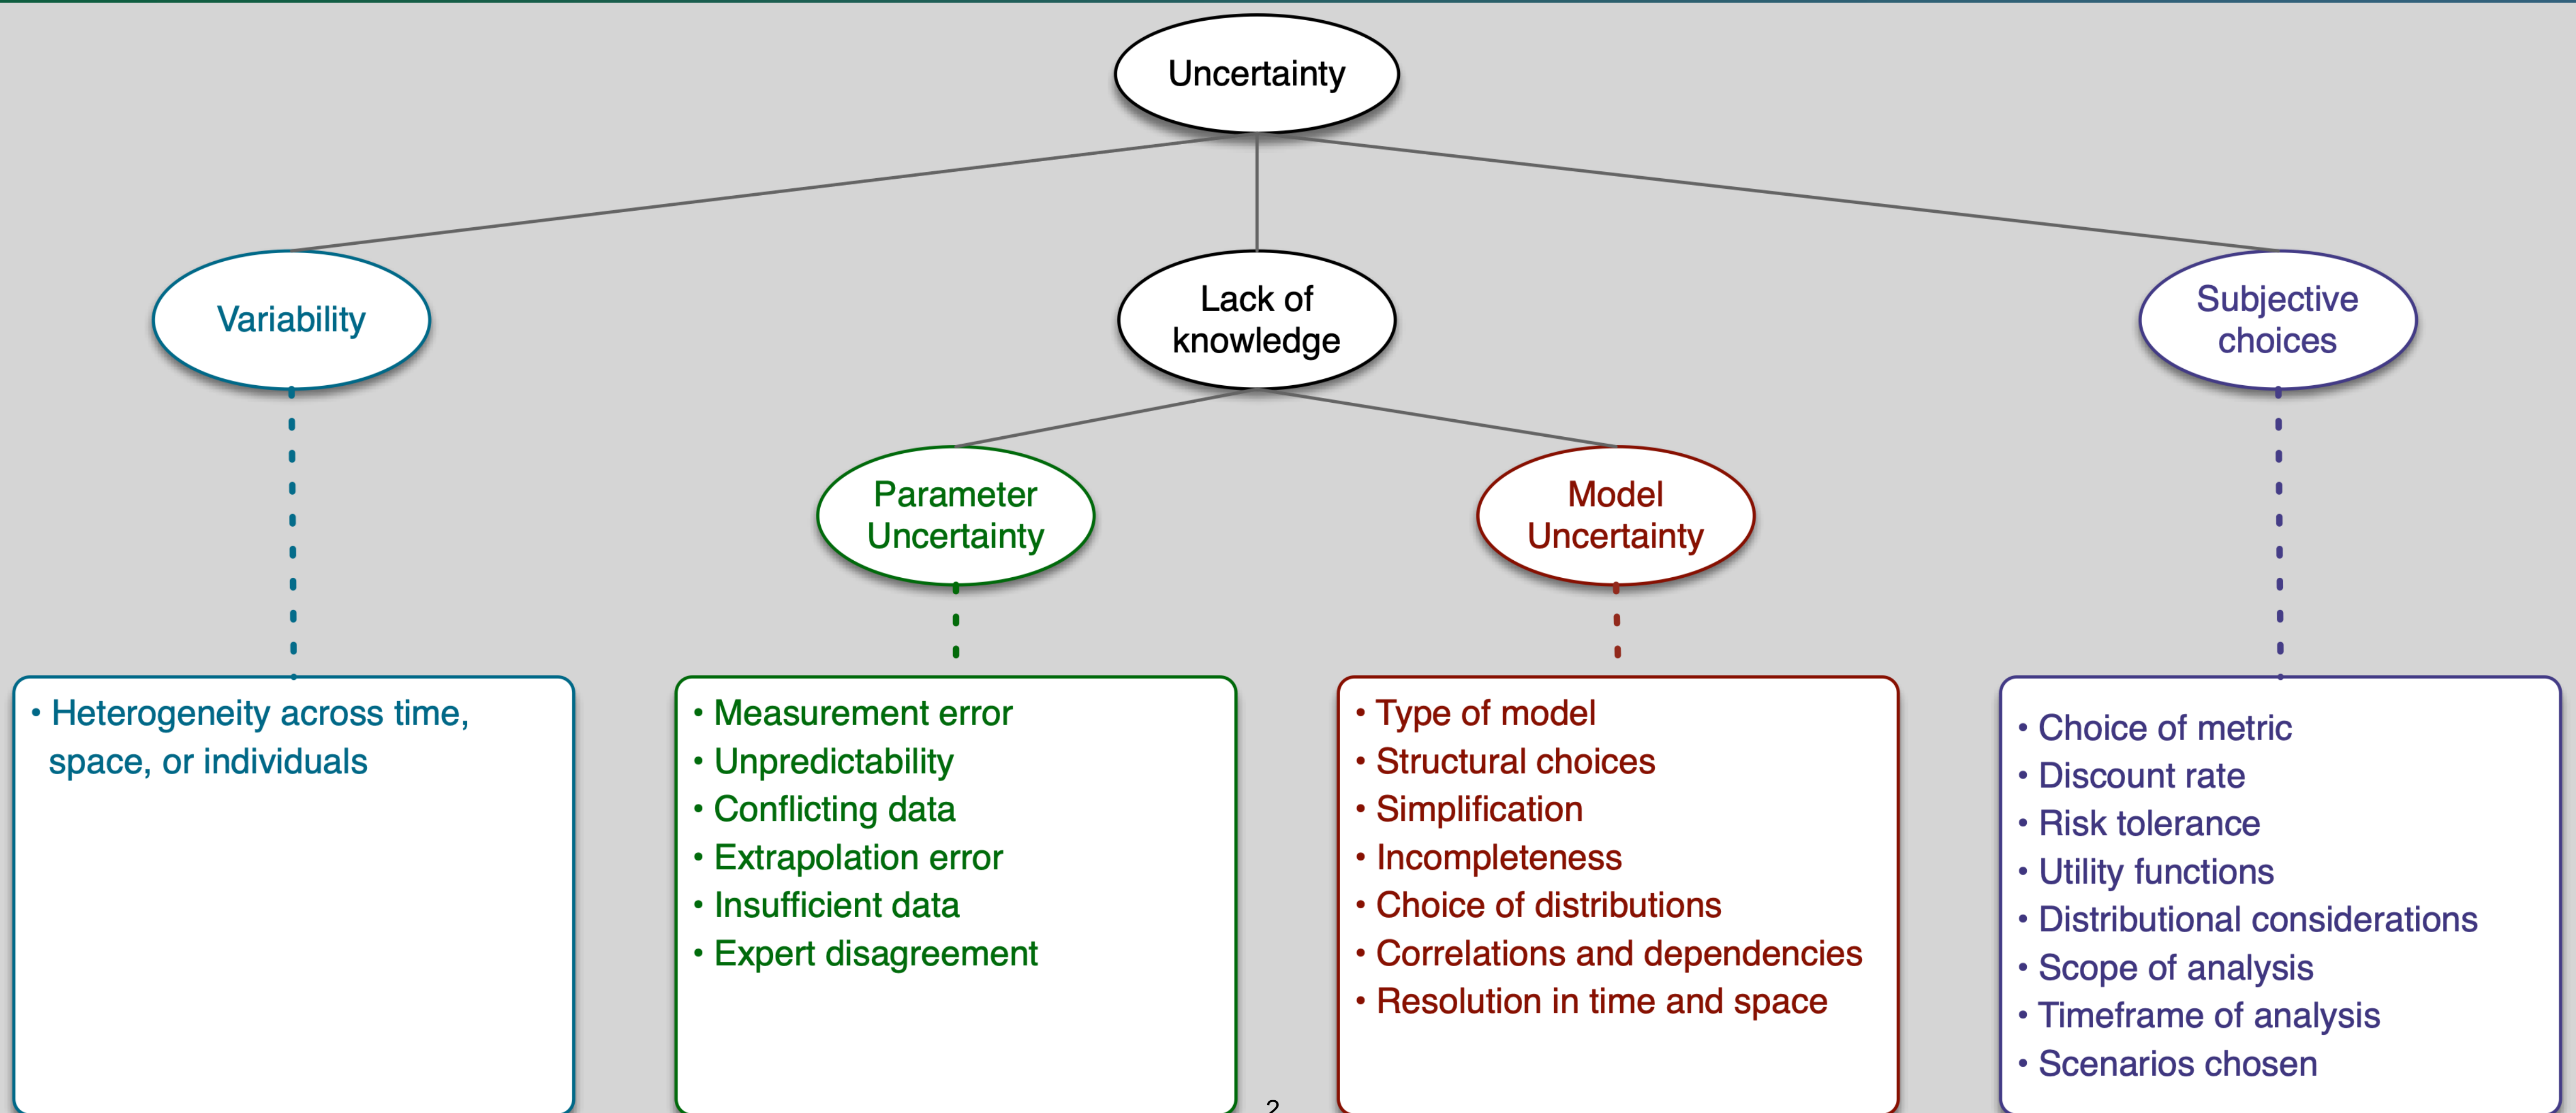 Uncertainty
Variability
Lack of
knowledge
Subjective
choices
Parameter
Uncertainty
Model
Uncertainty
• Heterogeneity across time,
space, or individuals
• Measurement error
• Unpredictability
• Conflicting data
• Extrapolation error
• Insufficient data
• Expert disagreement
• Type of model
• Structural choices
• Simplification
• Incompleteness
• Choice of distributions
• Correlations and dependencies
• Resolution in time and space
• Choice of metric
• Discount rate
• Risk tolerance
• Utility functions
• Distributional considerations
• Scope of analysis
• Timeframe of analysis
• Scenarios chosen
2